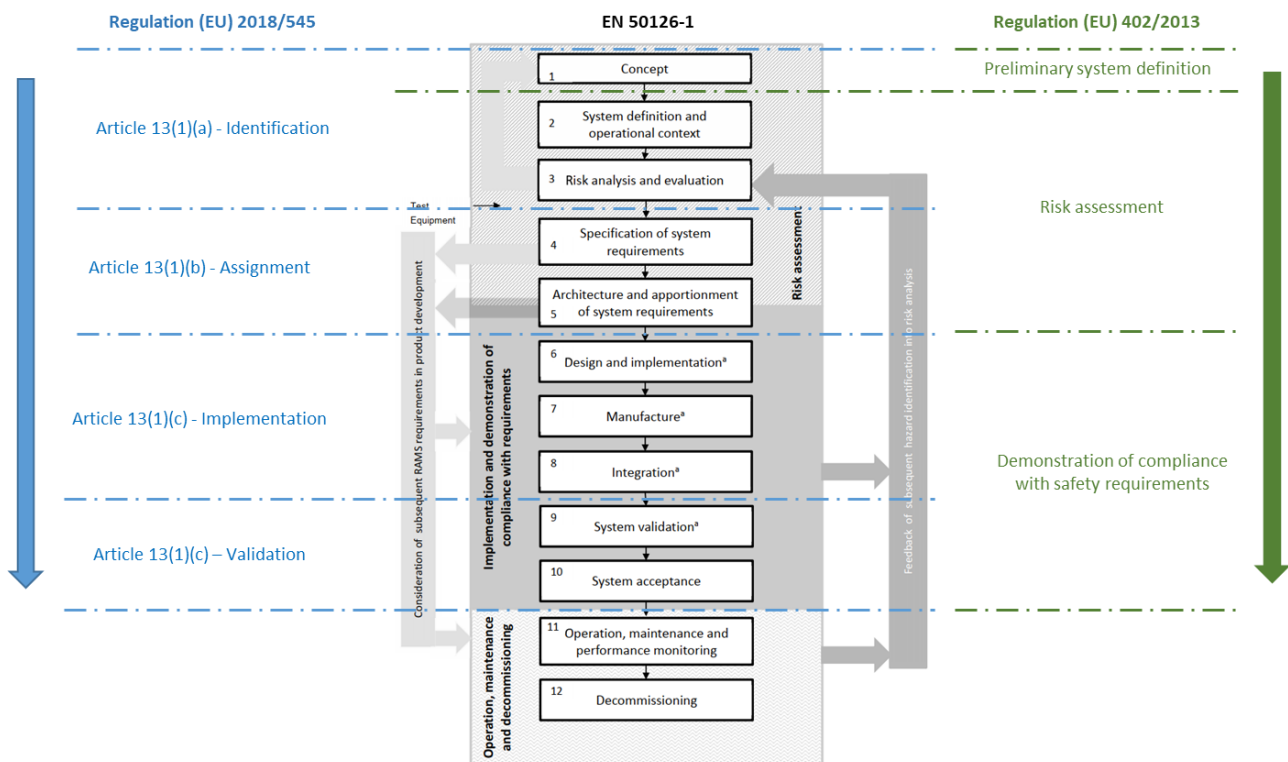 Regulation (EU) 2018/545
EN 50126-1
Regulation (EU) 402/2013
Article 13(1)(a) - Identification
Article 13(1)(b) - Assignment
Article 13(1)(c) - Implementation
Article 13(1)(c) – Validation
Test
Equipment
Consideration of subsequent RAMS requirements in product development
1
Concept
2
System definition and
operational context
3
Risk analysis and evaluation
4
Specification of system
requirements
5
Architecture and apportionment
of system requirements
6
Design and implementationª
7
Manufactureª
8
Integrationª
9
System validationª
10
System acceptance
11
Operation, maintenance and
performance monitoring
12
Decommissioning
Risk assessment
Implementation and demonstration of
compliance with requirements
Operation, maintenance
and decommissioning
Feedback of subsequent hazard identification into risk analysis
Preliminary system definition
Risk assessment
Demonstration of compliance
with safety requirements